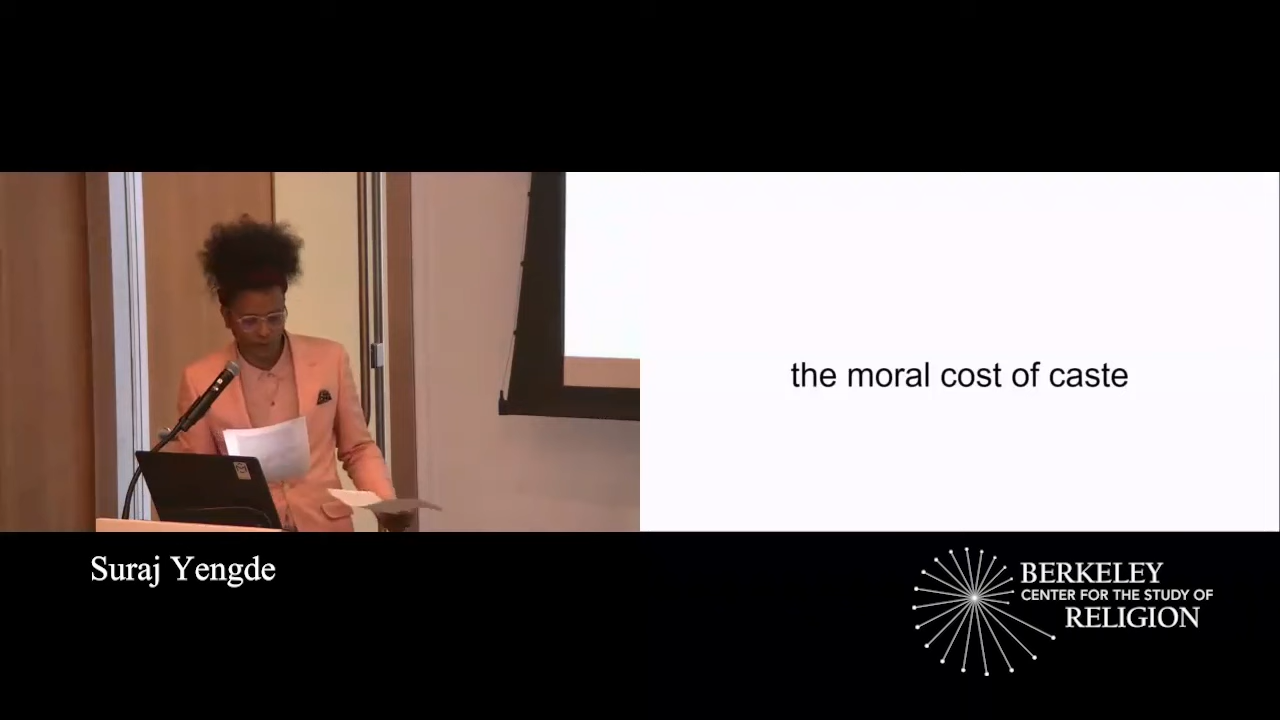 the moral cost of caste
Suraj Yengde
BERKELEY
CENTER FOR THE STUDY OF
RELIGION